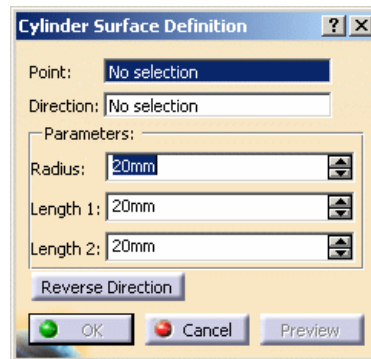 Cylinder Surface Definition ? X
Point: No selection
Direction: No selection
Parameters:
Radius: 20mm
Length 1: 20mm
Length 2: 20mm
Reverse Direction
OK Cancel Preview